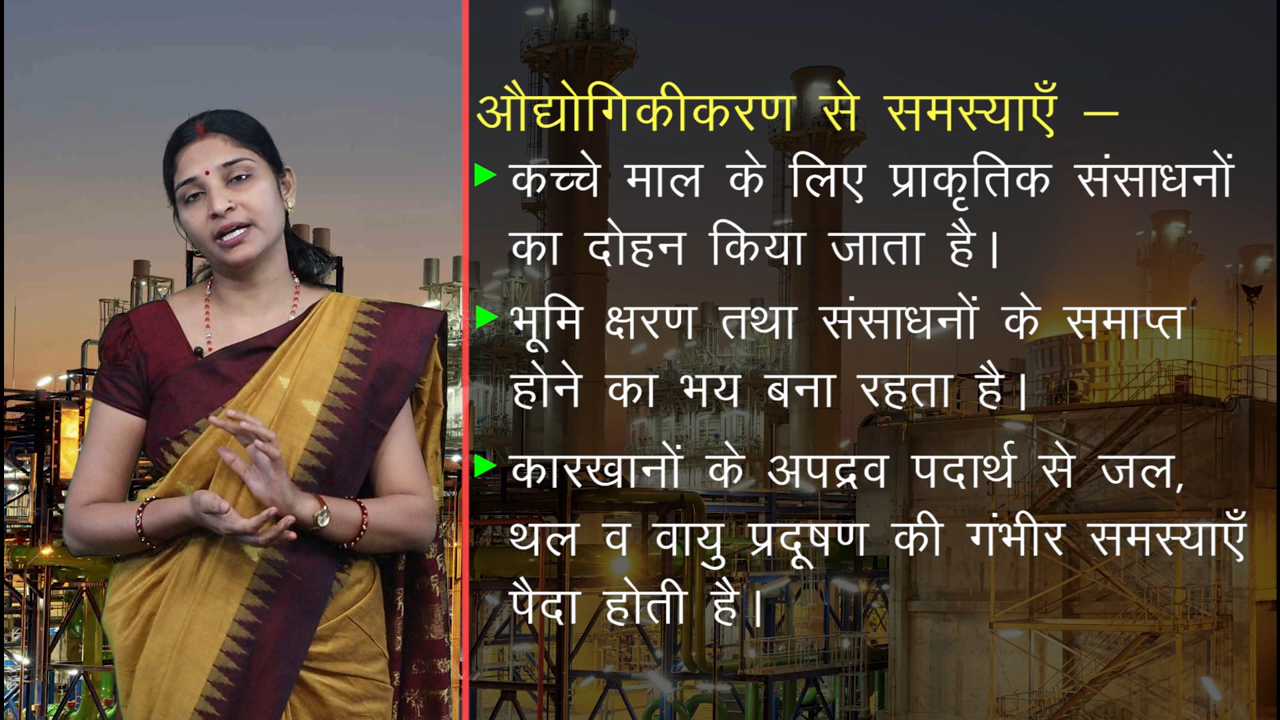 औद्योगिकीकरण से समस्याएँ –
कच्चे माल के लिए प्राकृतिक संसाधनों
का दोहन किया जाता है।
भूमि क्षरण तथा संसाधनों के समाप्त
होने का भय बना रहता है।
कारखानों के अपद्रव पदार्थ से जल,
थल व वायु प्रदूषण की गंभीर समस्याएँ
पैदा होती है।